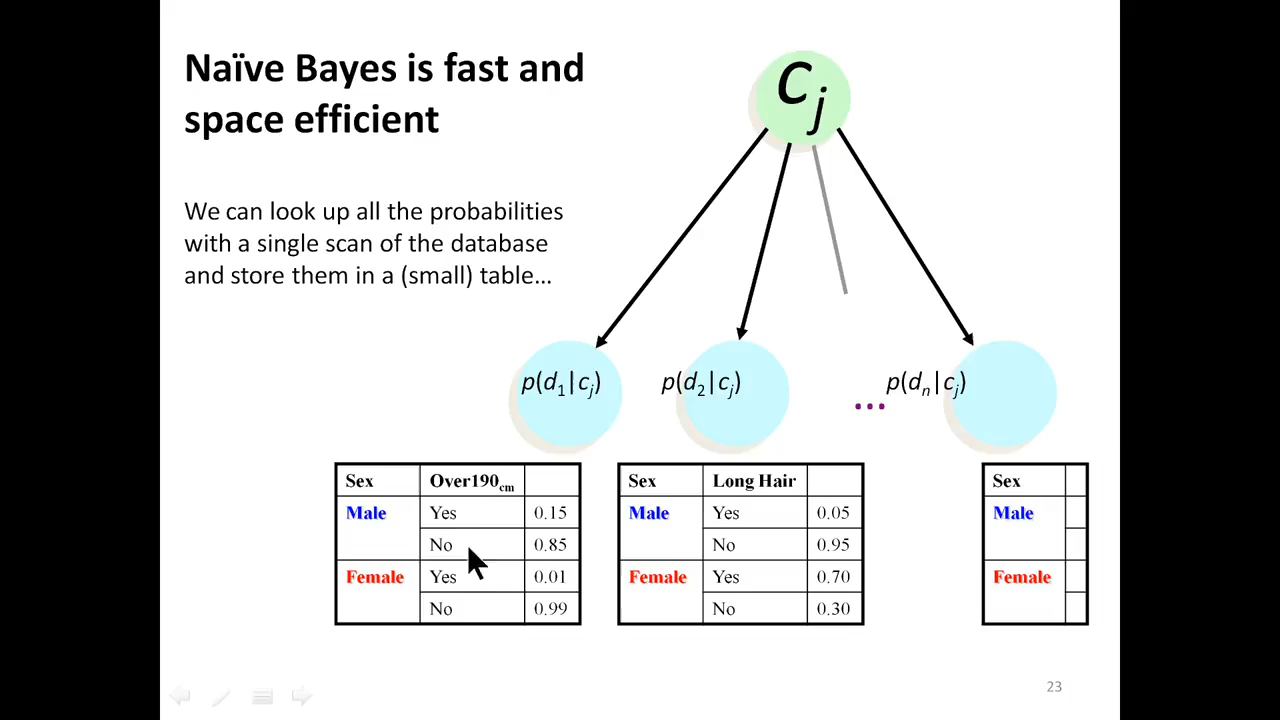 Naïve Bayes is fast and
space efficient
We can look up all the probabilities
with a single scan of the database
and store them in a (small) table…
cj
p(d1|cj)
p(d2|cj)
…
p(dn|cj)
Sex Over190cm
Male Yes 0.15
No 0.85
Female Yes 0.01
No 0.99
Sex Long Hair
Male Yes 0.05
No 0.95
Female Yes 0.70
No 0.30
Sex
Male
Female
23